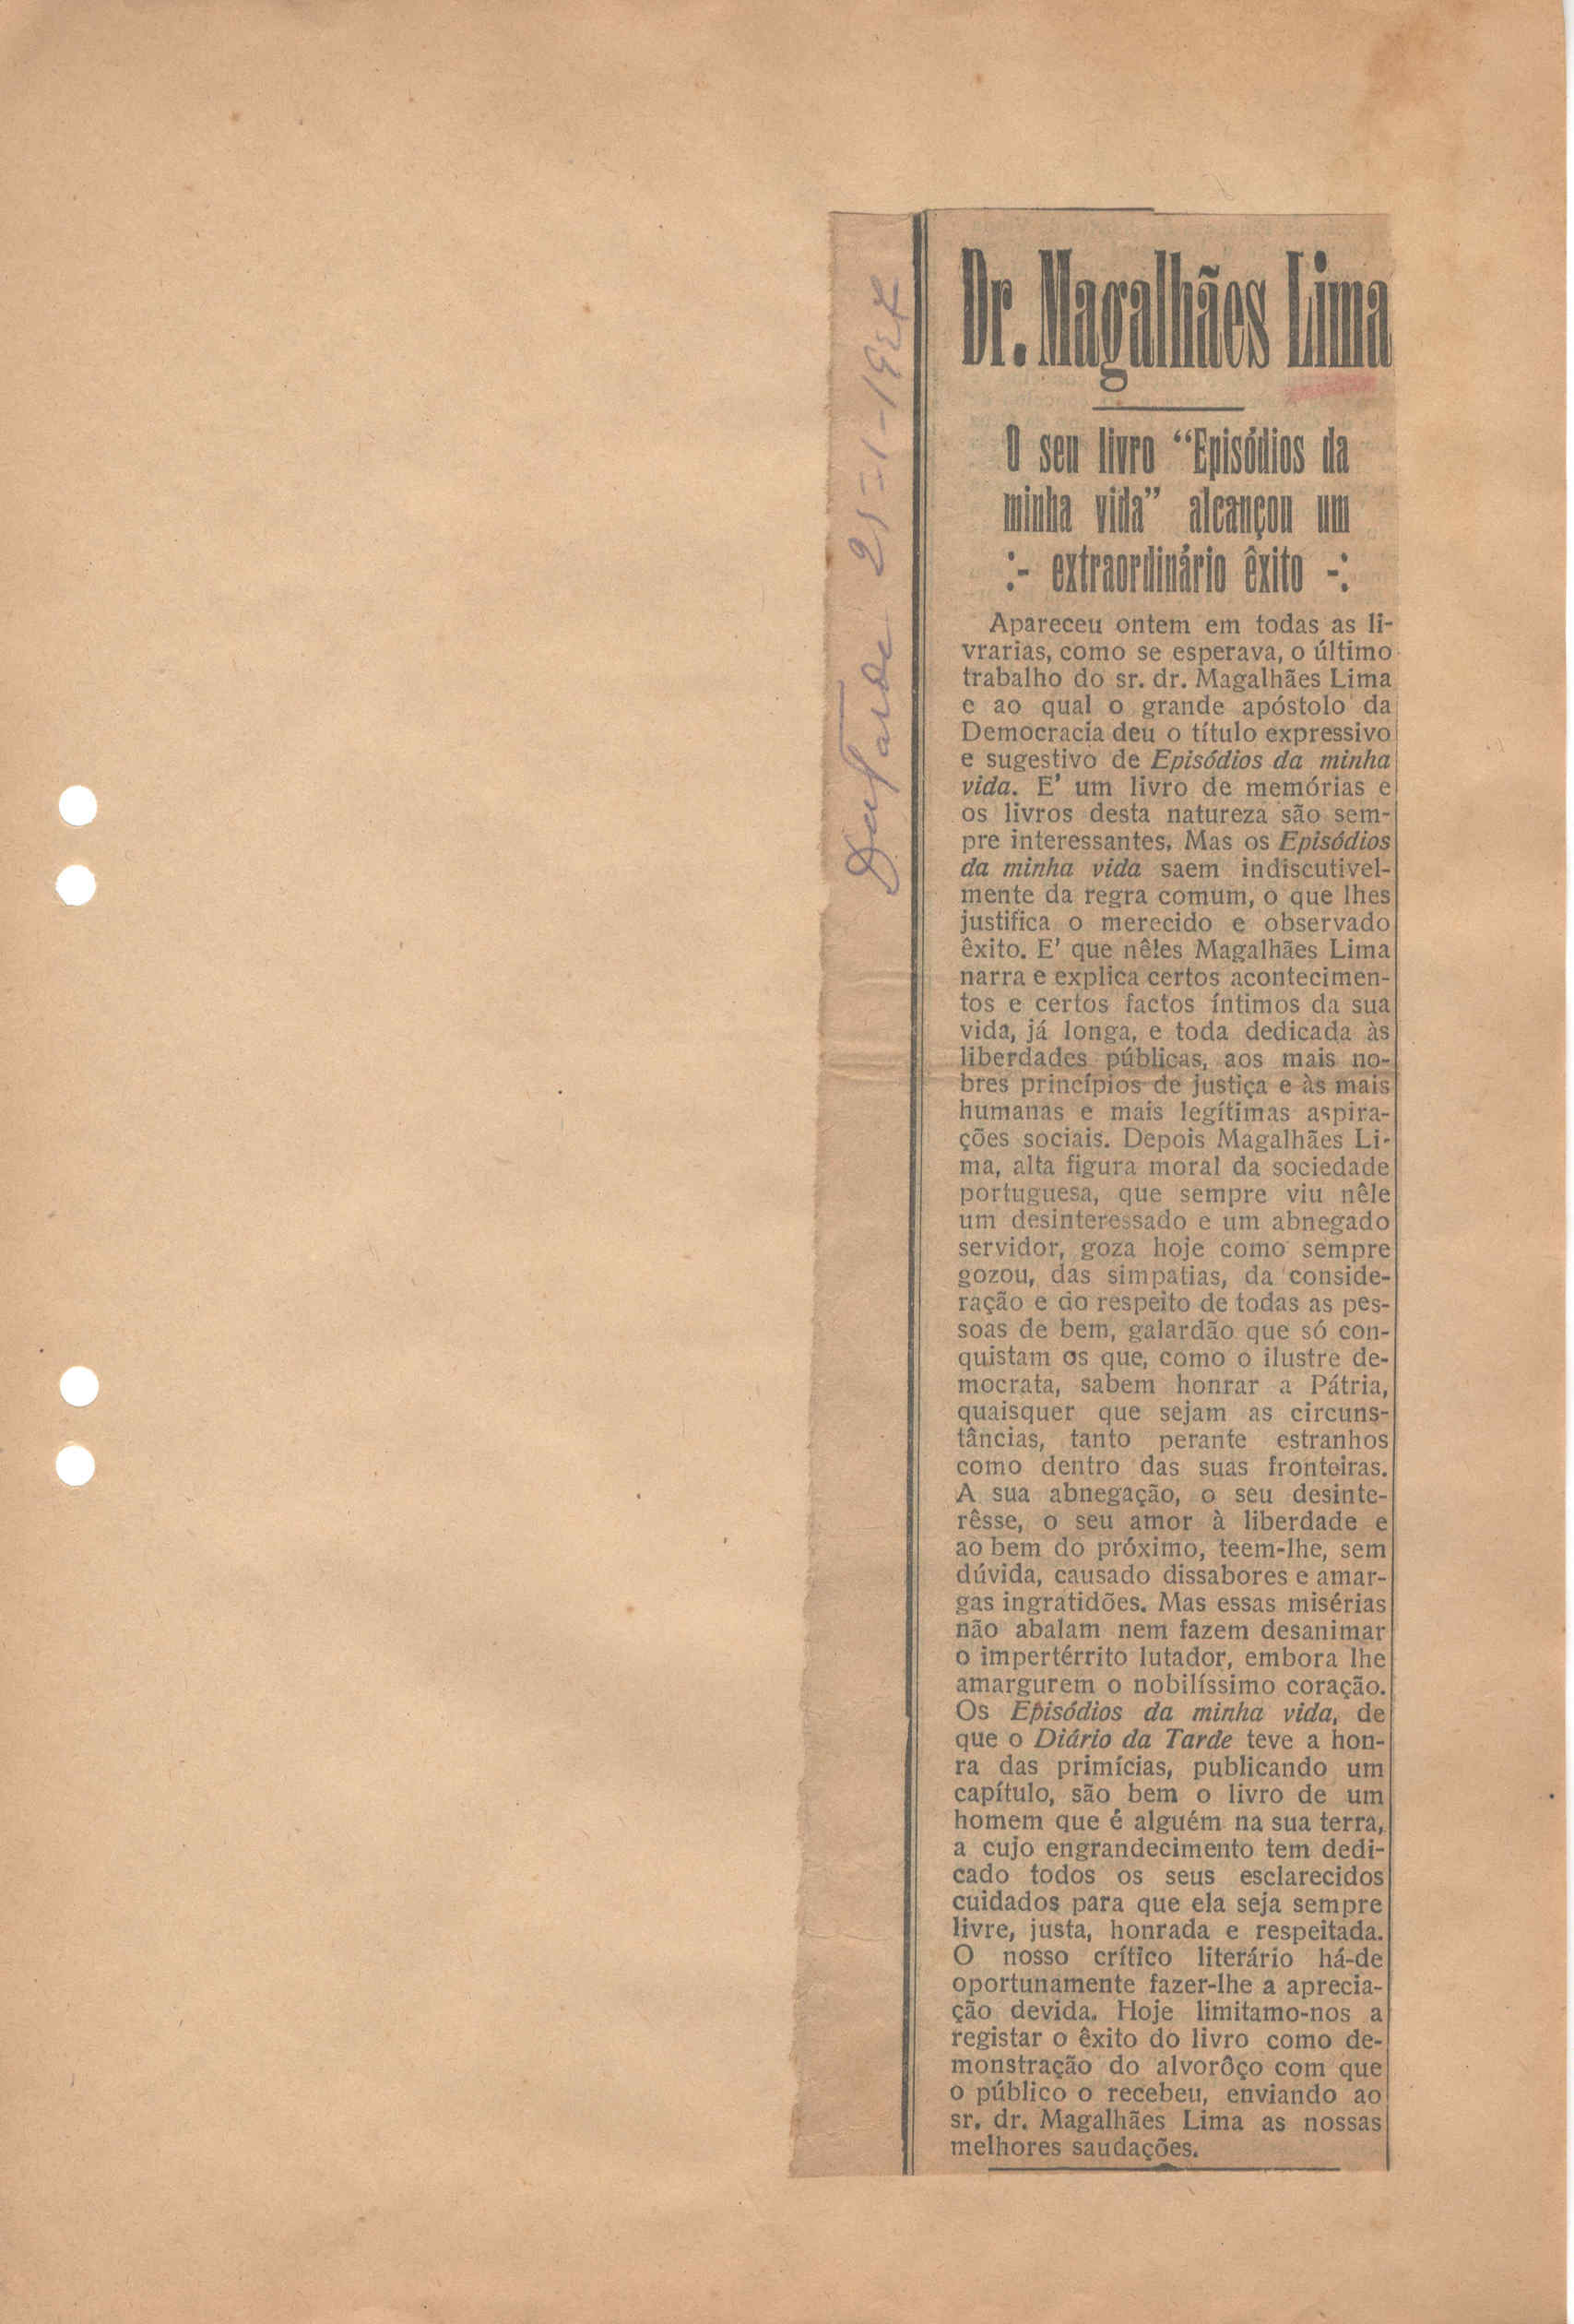 Dr. Magalhães Lima
O seu livro "Episódios da
minha vida" alcançou um
:- extraordinário êxito -:
Apareceu ontem em todas as li-
vrarias, como se esperava, o último
trabalho do sr. dr. Magalhães Lima
e ao qual o grande apóstolo da
Democracia deu o título expressivo
e sugestivo de Episódios da minha
vida. E' um livro de memórias e
os livros desta natureza são sem-
pre interessantes. Mas os Episódios
da minha vida saem indiscutivel-
mente da regra comum, o que lhes
justifica o merecido e observado
êxito. E' que nêles Magalhães Lima
narra e explica certos acontecimen-
tos e certos factos íntimos da sua
vida, já longa, e toda dedicada às
liberdades públicas, aos mais no-
bres princípios de justiça e às mais
humanas e mais legítimas aspira-
ções sociais. Depois Magalhães Li-
ma, alta figura moral da sociedade
portuguesa, que sempre viu nêle
um desinteressado e um abnegado
servidor, goza hoje como sempre
gozou, das simpatias, da conside-
ração e do respeito de todas as pes-
soas de bem, galardão que só con-
quistam os que, como o ilustre de-
mocrata, sabem honrar a Pátria,
quaisquer que sejam as circuns-
tâncias, tanto perante estranhos
como dentro das suas fronteiras.
A sua abnegação, o seu desinte-
rêsse, o seu amor à liberdade e
ao bem do próximo, teem-lhe, sem
dúvida, causado dissabores e amar-
gas ingratidões. Mas essas misérias
não abalam nem fazem desanimar
o impertérrito lutador, embora lhe
amargurem o nobilíssimo coração.
Os Episódios da minha vida, de
que o Diário da Tarde teve a hon-
ra das primícias, publicando um
capítulo, são bem o livro de um
homem que é alguém na sua terra,
a cujo engrandecimento tem dedi-
cado todos os seus esclarecidos
cuidados para que ela seja sempre
livre, justa, honrada e respeitada.
O nosso crítico literário há-de
oportunamente fazer-lhe a aprecia-
ção devida. Hoje limitamo-nos a
registar o êxito do livro como de-
monstração do alvorôço com que
o público o recebeu, enviando ao
sr. dr. Magalhães Lima as nossas
melhores saudações.
Tarde